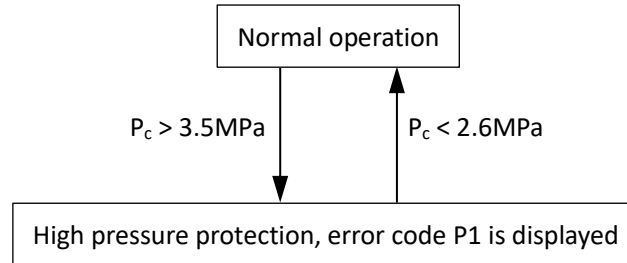 Normal operation
Pc > 3.5MPa
Pc < 2.6MPa
High pressure protection, error code P1 is displayed